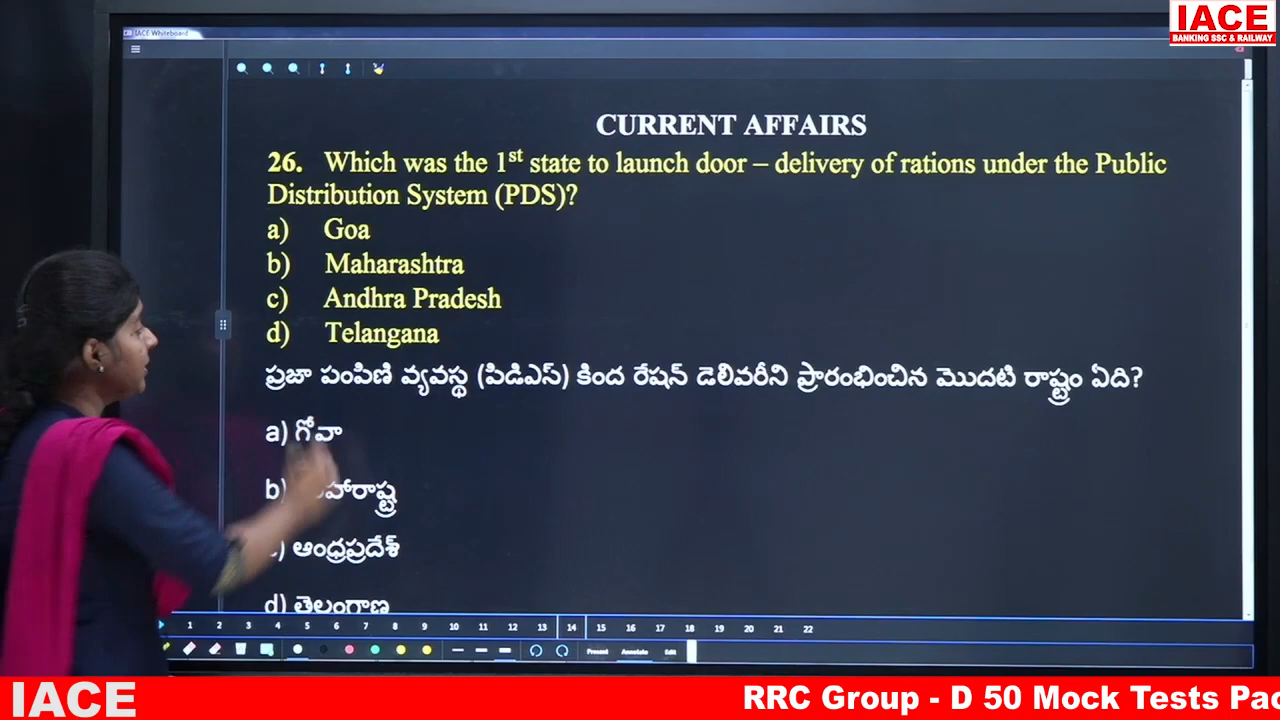 IACE
BANKING SSC & RAILWAY
IACE Whiteboard
CURRENT AFFAIRS
26. Which was the 1st state to launch door – delivery of rations under the Public
Distribution System (PDS)?
a) Goa
b) Maharashtra
c) Andhra Pradesh
d) Telangana
ప్రజా పంపిణి వ్యవస్థ (పిడిఎస్) కింద రేషన్ డెలివరీని ప్రారంభించిన మొదటి రాష్ట్రం ఏది?
a) గోవా
b)
) ఆంధ్రప్రదేశ్
d) తెలంగాణ
1 2 3 4 5 6 7 8 9 10 11 12 13 14 15 16 17 18 19 20 21 22
Present Annotate Edit
IACE RRC Group - D 50 Mock Tests Pac